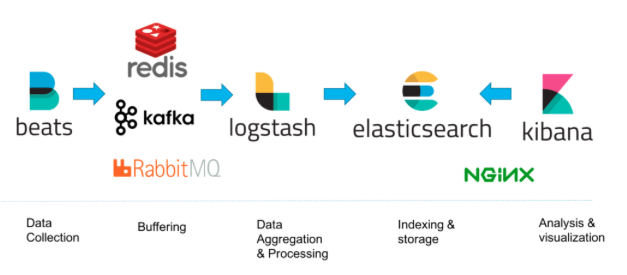 redis
beats
kafka
logstash
elasticsearch
kibana
RabbitMQ
NGINX
Data
Collection
Buffering
Data
Aggregation
& Processing
Indexing &
storage
Analysis &
visualization